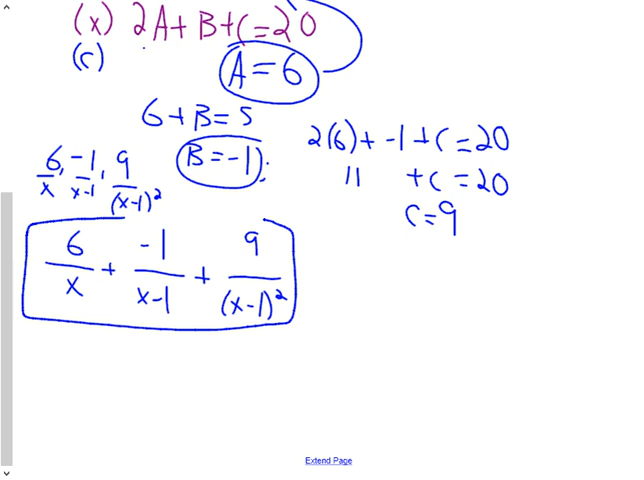 (x) 2A + B + C = 20
(c)
A = 6
6 + B = 5
B = -1
2(6) + -1 + C = 20
11 + C = 20
C = 9
6/x, -1/x-1, 9/(x-1)²
6/x + -1/x-1 + 9/(x-1)²
Extend Page